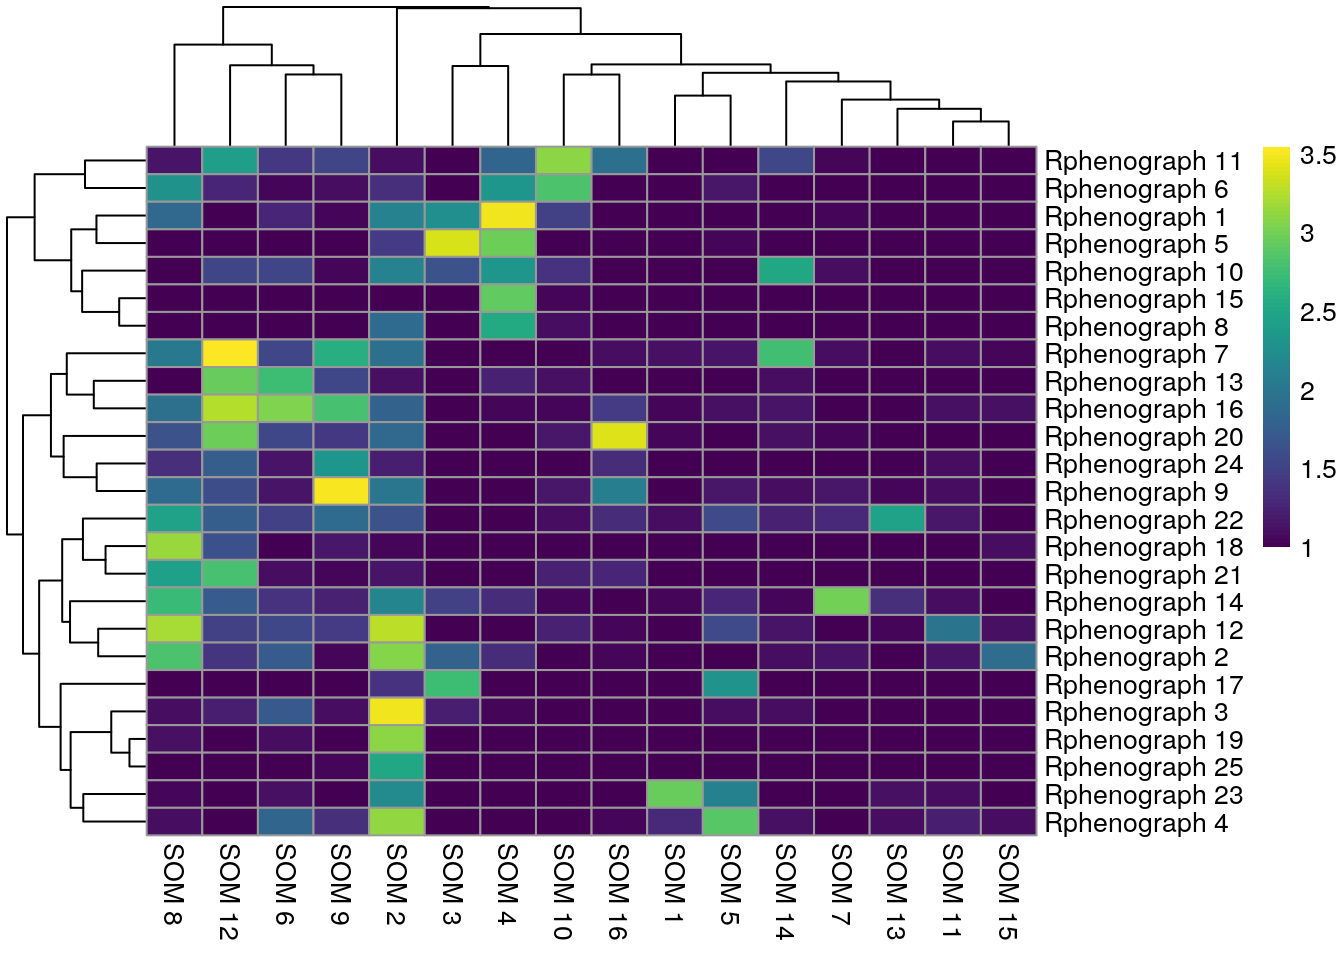 Rphenograph 11
Rphenograph 6
Rphenograph 1
Rphenograph 5
Rphenograph 10
Rphenograph 15
Rphenograph 8
Rphenograph 7
Rphenograph 13
Rphenograph 16
Rphenograph 20
Rphenograph 24
Rphenograph 9
Rphenograph 22
Rphenograph 18
Rphenograph 21
Rphenograph 14
Rphenograph 12
Rphenograph 2
Rphenograph 17
Rphenograph 3
Rphenograph 19
Rphenograph 25
Rphenograph 23
Rphenograph 4
3.5
3
2.5
2
1.5
1
SOM 8
SOM 12
SOM 6
SOM 9
SOM 2
SOM 3
SOM 4
SOM 10
SOM 16
SOM 1
SOM 5
SOM 14
SOM 7
SOM 13
SOM 11
SOM 15